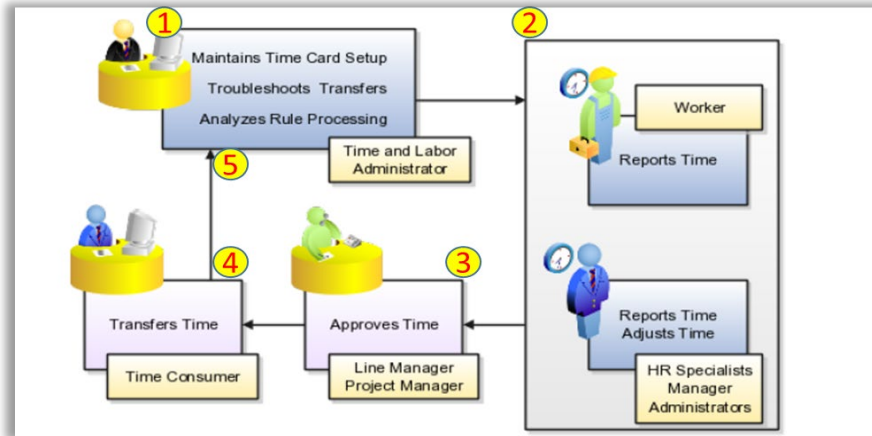 1
Maintains Time Card Setup
Troubleshoots Transfers
Analyzes Rule Processing
Time and Labor
Administrator
2
Worker
Reports Time
Reports Time
Adjusts Time
HR Specialists
Manager
Administrators
3
Approves Time
Line Manager
Project Manager
4
Transfers Time
Time Consumer
5